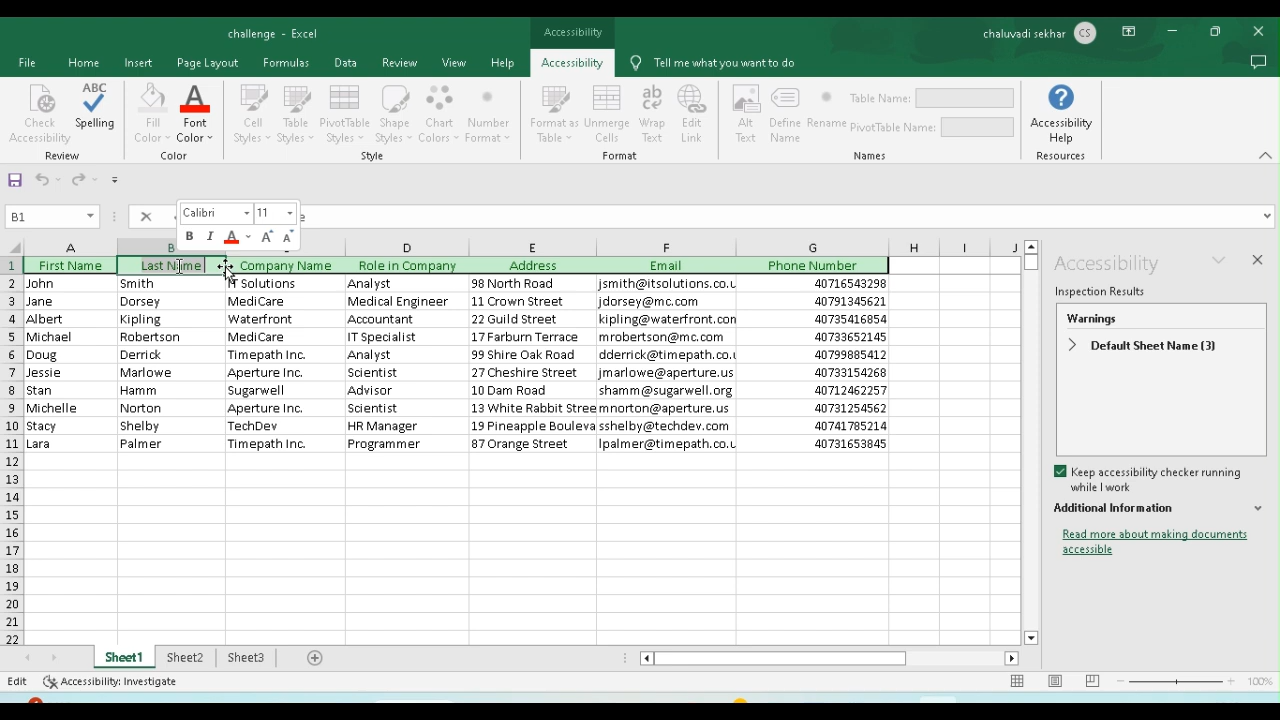 challenge - Excel
Accessibility
chaluvadi sekhar CS
File Home Insert Page Layout Formulas Data Review View Help Accessibility Tell me what you want to do
Check Accessibility
ABC Spelling
Fill Color
Font Color
Cell Styles
Table Styles
PivotTable Styles
Shape Styles
Chart Colors
Number Format
Format as Table
Unmerge Cells
Wrap Text
Edit Link
Alt Text
Define Name
Rename
Table Name:
PivotTable Name:
Accessibility Help
Review Color Style Format Names Resources
B1
Calibri 11
B I A A A
A B D E F G H I J
1 First Name Last Name Company Name Role in Company Address Email Phone Number
2 John Smith IT Solutions Analyst 98 North Road jsmith@itsolutions.co.u 40716543298
3 Jane Dorsey MediCare Medical Engineer 11 Crown Street jdorsey@mc.com 40791345621
4 Albert Kipling Waterfront Accountant 22 Guild Street kipling@waterfront.com 40735416854
5 Michael Robertson MediCare IT Specialist 17 Farburn Terrace mrobertson@mc.com 40733652145
6 Doug Derrick Timepath Inc. Analyst 99 Shire Oak Road dderrick@timepath.co.u 40799885412
7 Jessie Marlowe Aperture Inc. Scientist 27 Cheshire Street jmarlowe@aperture.us 40733154268
8 Stan Hamm Sugarwell Advisor 10 Dam Road shamm@sugarwell.org 40712462257
9 Michelle Norton Aperture Inc. Scientist 13 White Rabbit Stree mnorton@aperture.us 40731254562
10 Stacy Shelby TechDev HR Manager 19 Pineapple Bouleva sshelby@techdev.com 40741785214
11 Lara Palmer Timepath Inc. Programmer 87 Orange Street lpalmer@timepath.co.u 40731653845
12
13
14
15
16
17
18
19
20
21
22
Accessibility
Inspection Results
Warnings
Default Sheet Name (3)
Keep accessibility checker running
while I work
Additional Information
Read more about making documents
accessible
Sheet1 Sheet2 Sheet3
Edit Accessibility: Investigate 100%